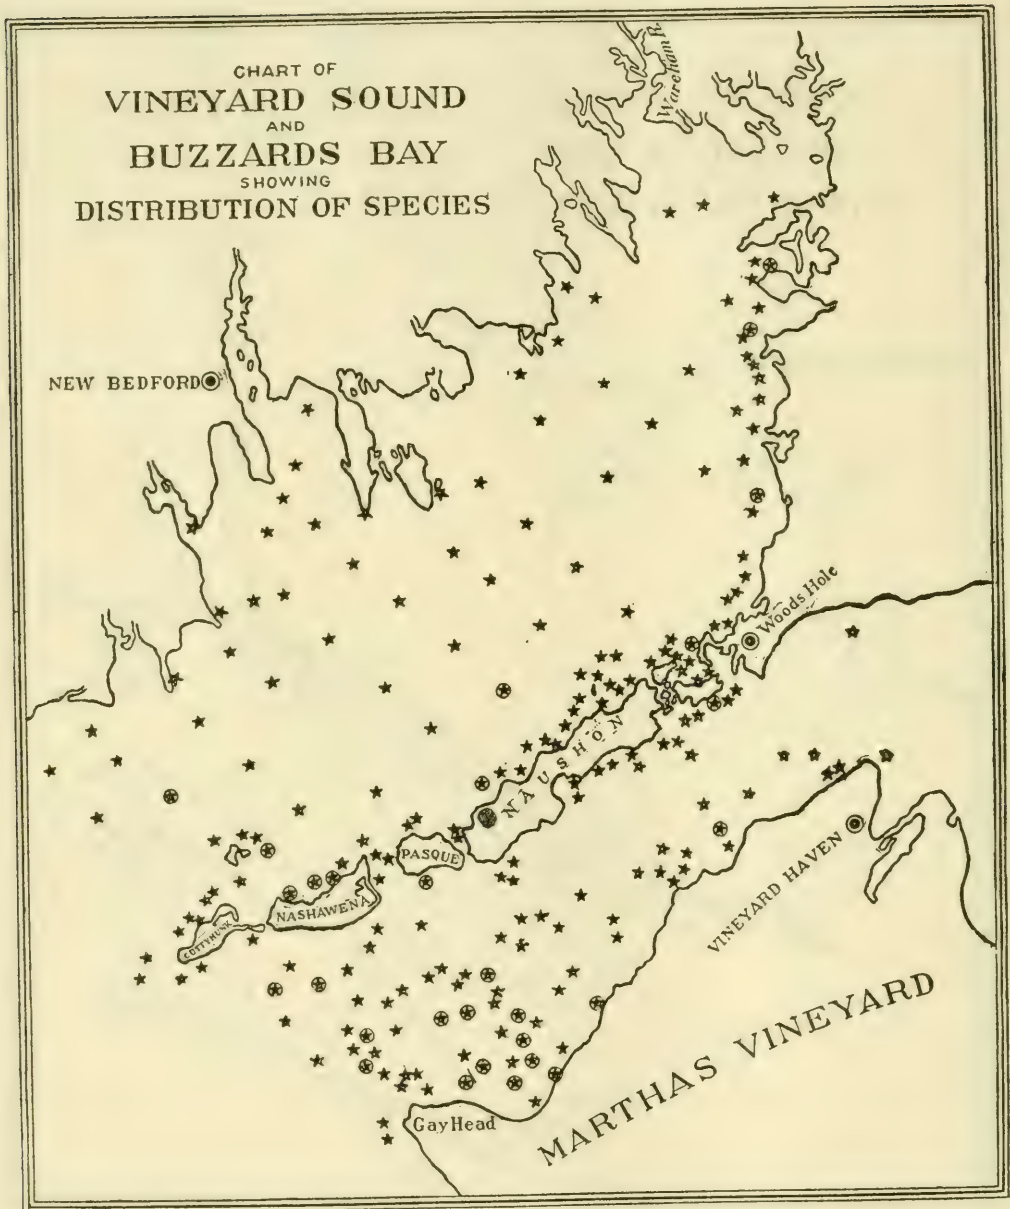 CHART OF
VINEYARD SOUND
AND
BUZZARDS BAY
SHOWING
DISTRIBUTION OF SPECIES
Wareham R.
NEW BEDFORD
Woods Hole
NAUSHON
PASQUE
NASHAWENA
CUTTYHUNK
VINEYARD HAVEN
MARTHAS VINEYARD
Gay Head